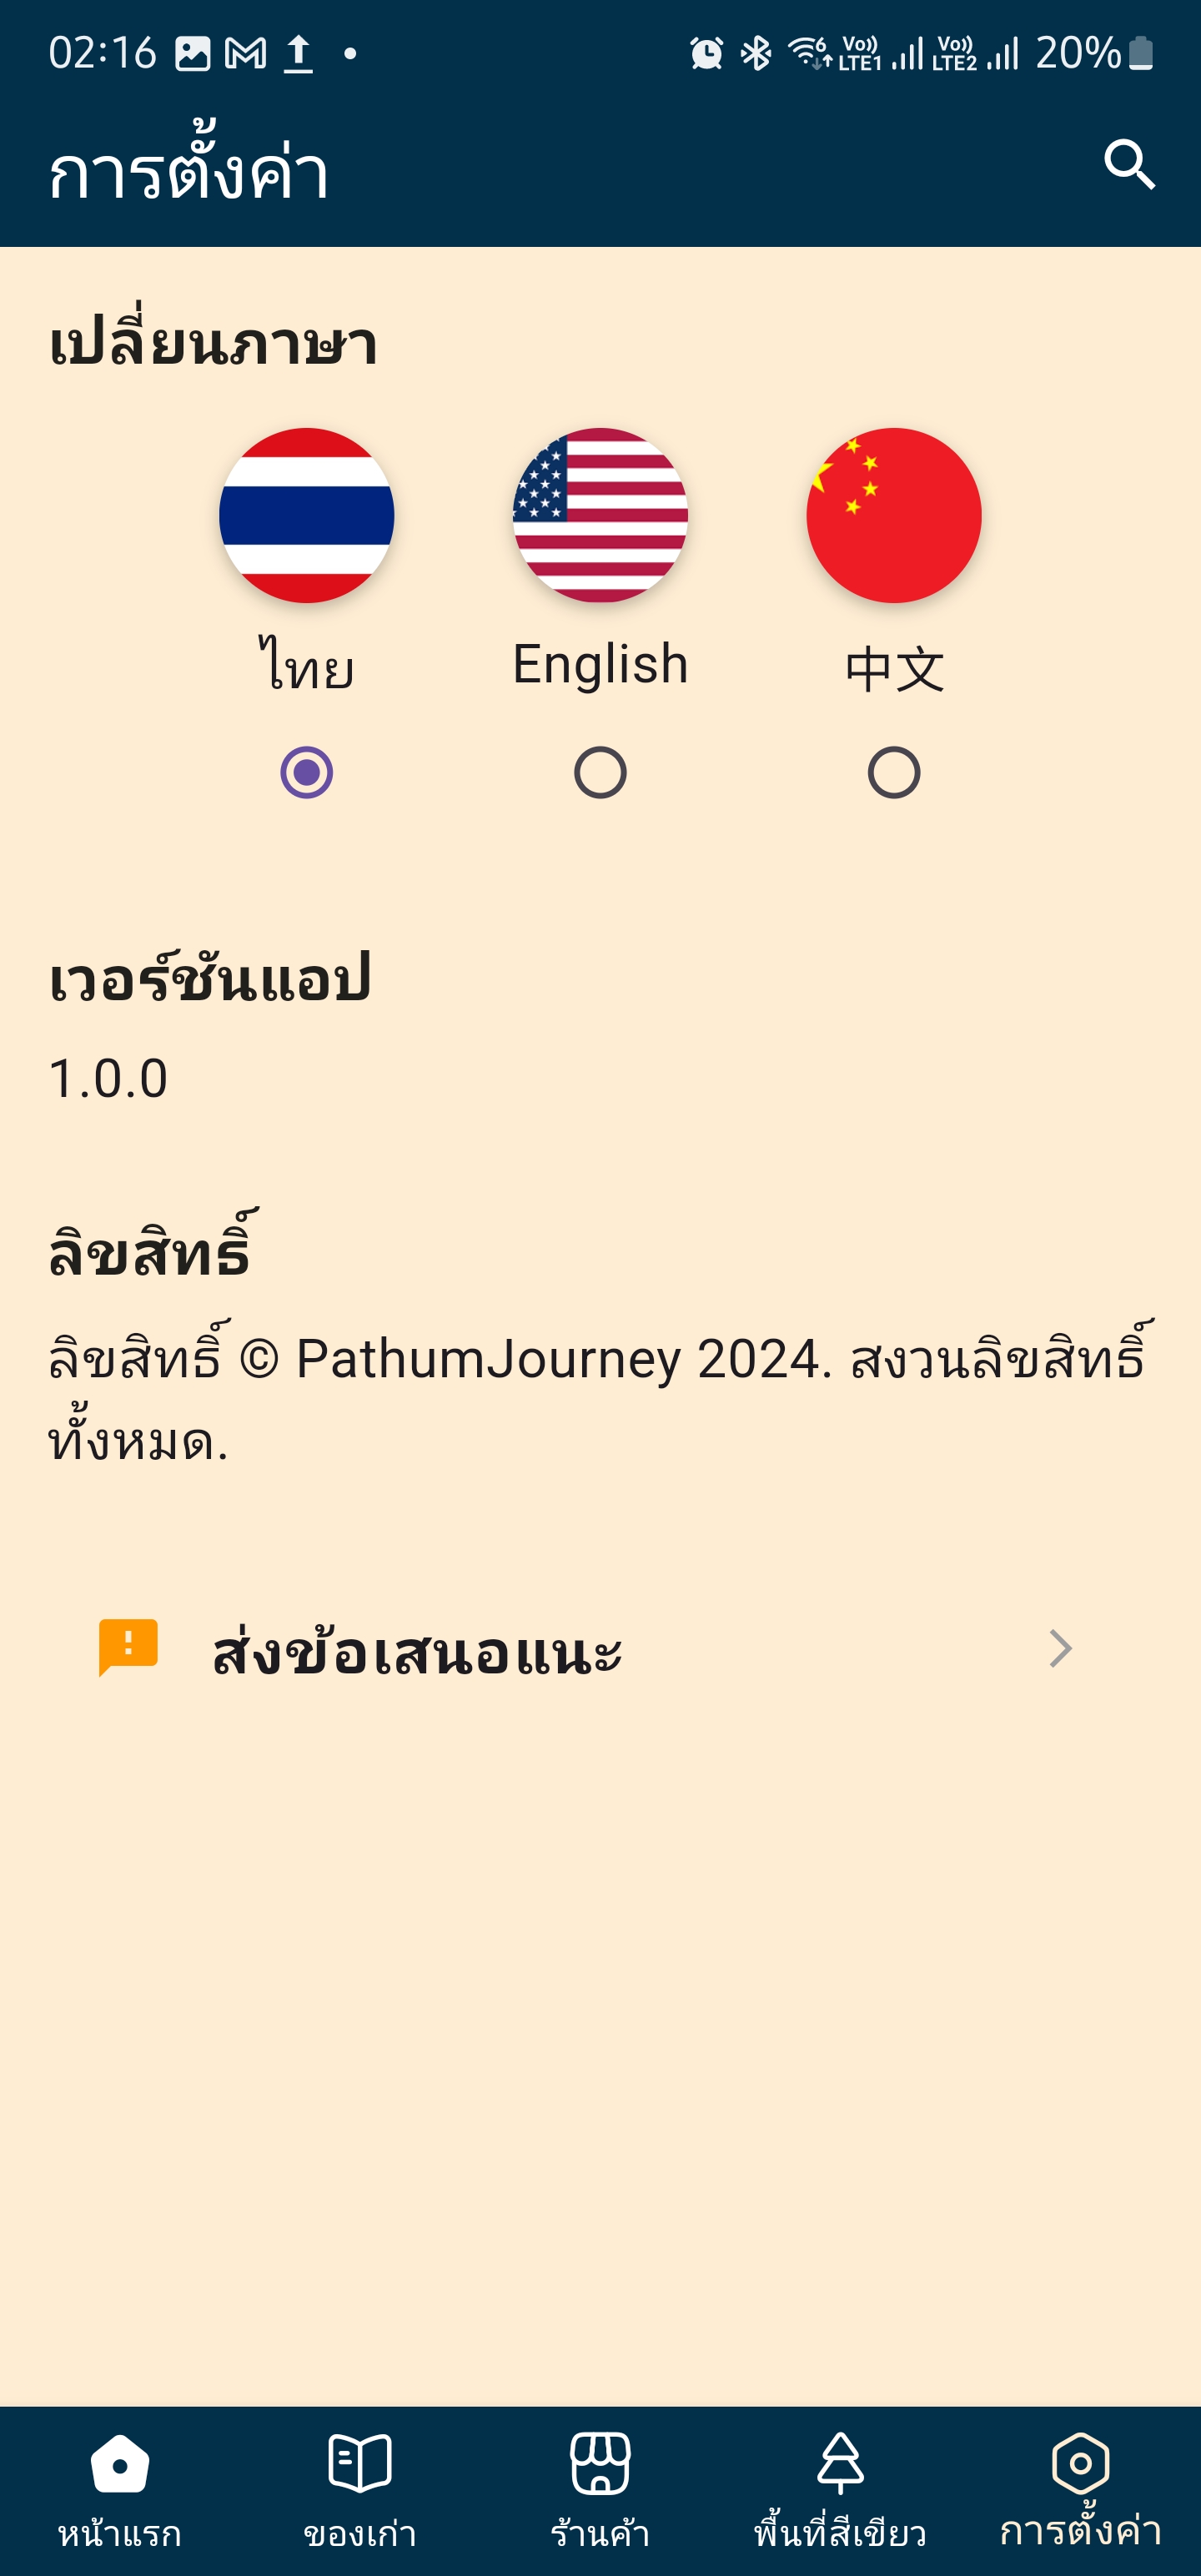 02:16 6 Vo)) LTE1 Vo)) LTE2 20%
การตั้งค่า
เปลี่ยนภาษา
ไทย English 中文
เวอร์ชันแอป
1.0.0
ลิขสิทธิ์
ลิขสิทธิ์ © PathumJourney 2024. สงวนลิขสิทธิ์
ทั้งหมด.
ส่งข้อเสนอแนะ
หน้าแรก ของเก่า ร้านค้า พื้นที่สีเขียว การตั้งค่า